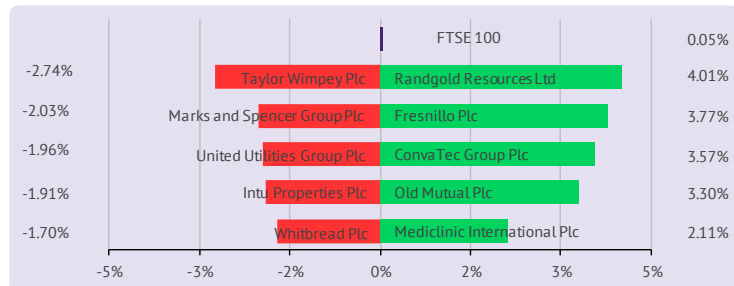 FTSE 100 0.05%
-2.74% Taylor Wimpey Plc Randgold Resources Ltd 4.01%
-2.03% Marks and Spencer Group Plc Fresnillo Plc 3.77%
-1.96% United Utilities Group Plc ConvaTec Group Plc 3.57%
-1.91% Intu Properties Plc Old Mutual Plc 3.30%
-1.70% Whitbread Plc Mediclinic International Plc 2.11%
-5% -3% -2% 0% 2% 3% 5%